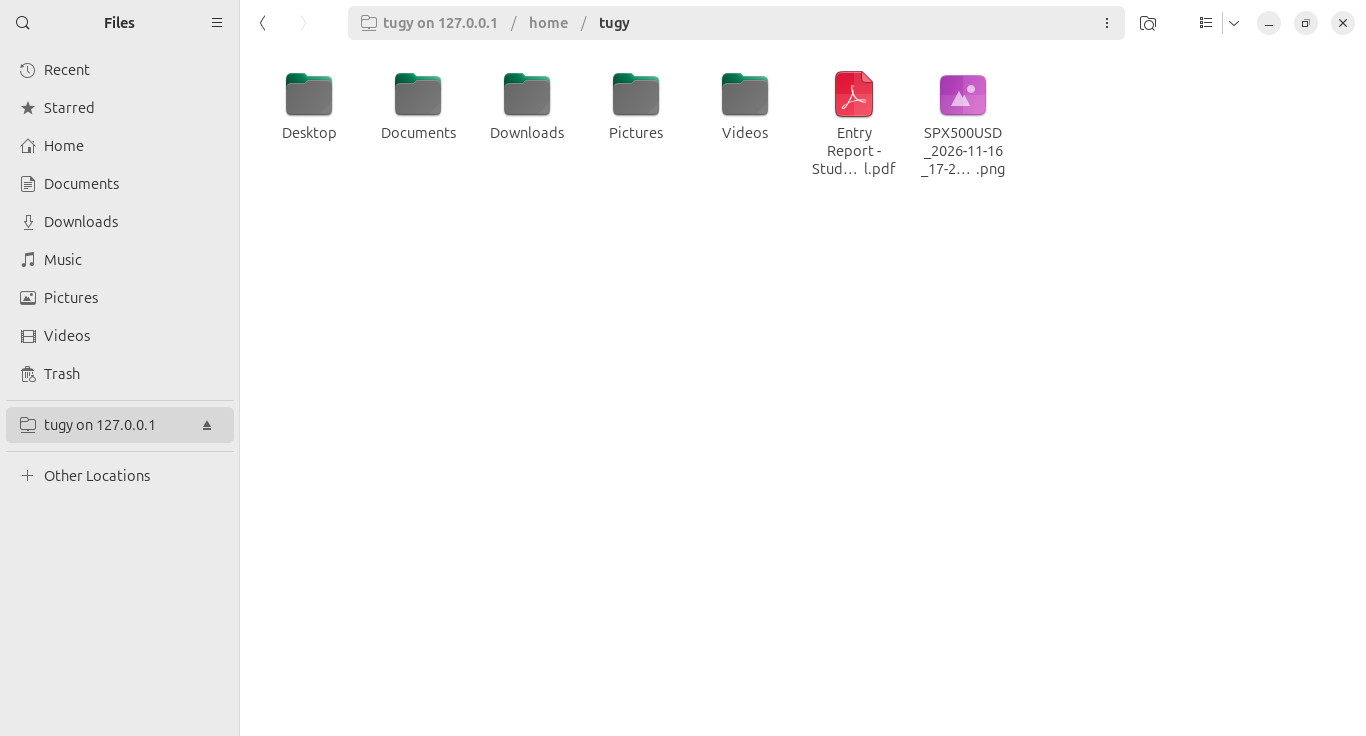 Files
tugy on 127.0.0.1 / home / tugy
Recent
Starred
Home
Documents
Downloads
Music
Pictures
Videos
Trash
tugy on 127.0.0.1
Other Locations
Desktop
Documents
Downloads
Pictures
Videos
Entry
Report -
Stud… l.pdf
SPX500USD
_2026-11-16
_17-2… .png